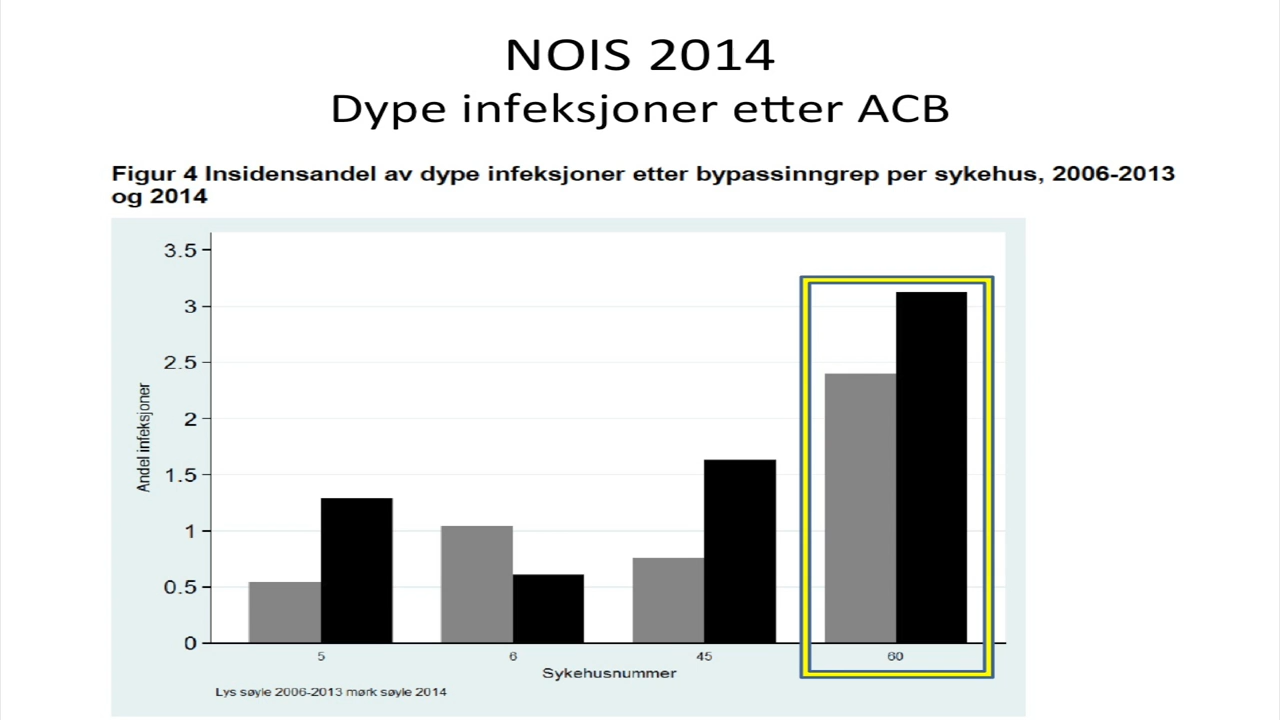 NOIS 2014
Dype infeksjoner etter ACB
Figur 4 Insidensandel av dype infeksjoner etter bypassinngrep per sykehus, 2006-2013
og 2014
3.5
3
2.5
2
1.5
1
0.5
0
Andel infeksjoner
5
6
45
60
Sykehusnummer
Lys søyle 2006-2013 mørk søyle 2014